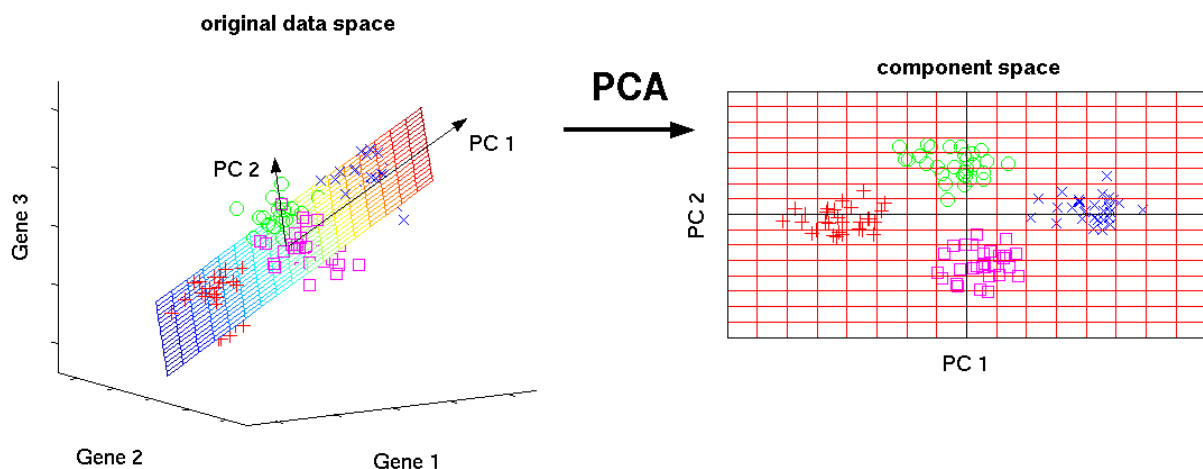 original data space
PCA
component space
PC 1
PC 2
Gene 3
Gene 2
Gene 1
PC 2
PC 1